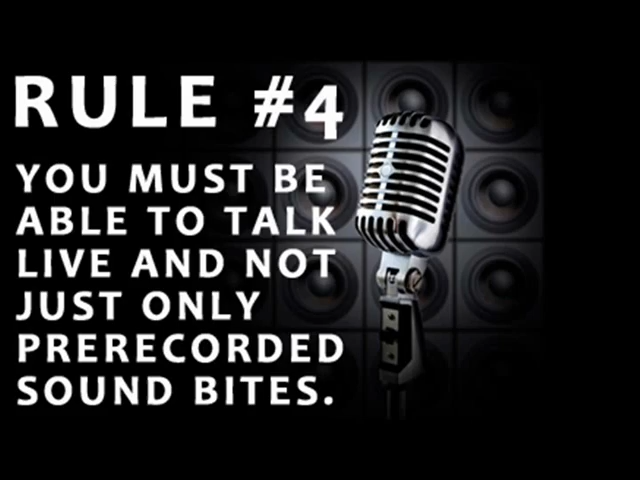 RULE #4
YOU MUST BE
ABLE TO TALK
LIVE AND NOT
JUST ONLY
PRERECORDED
SOUND BITES.